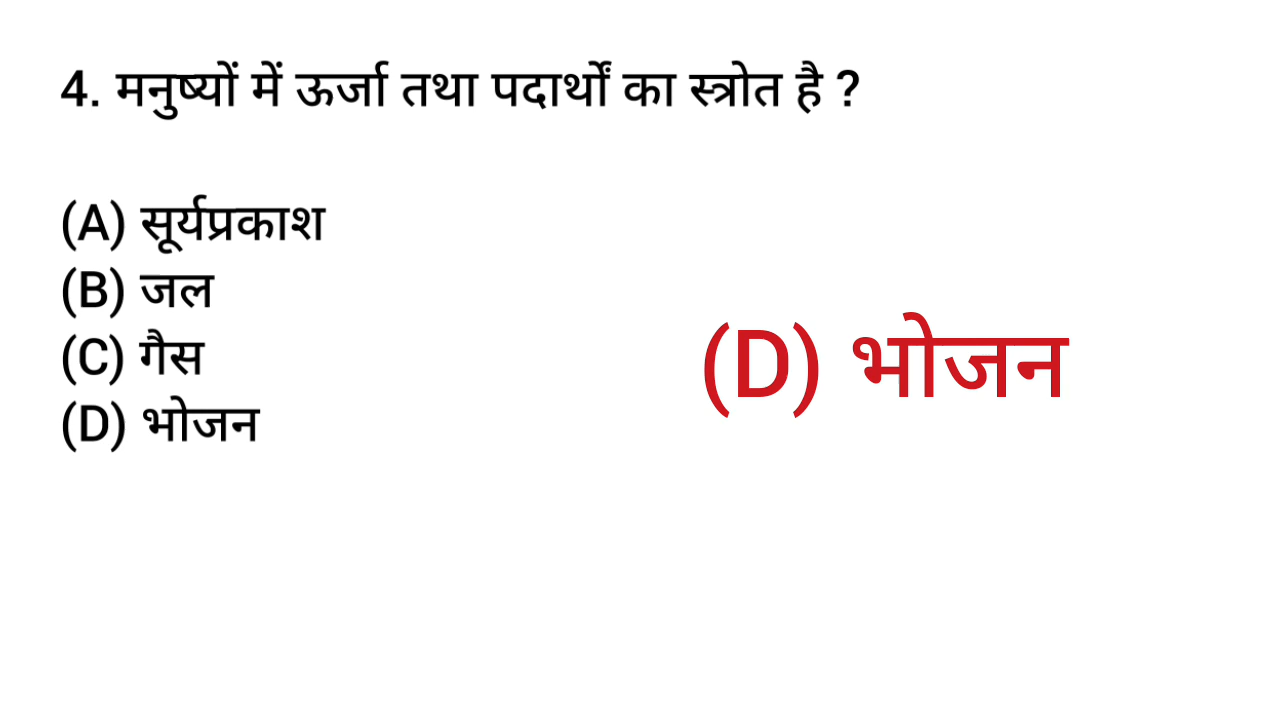 4. मनुष्यों में ऊर्जा तथा पदार्थों का स्त्रोत है ?
(A) सूर्यप्रकाश
(B) जल
(C) गैस
(D) भोजन
(D) भोजन